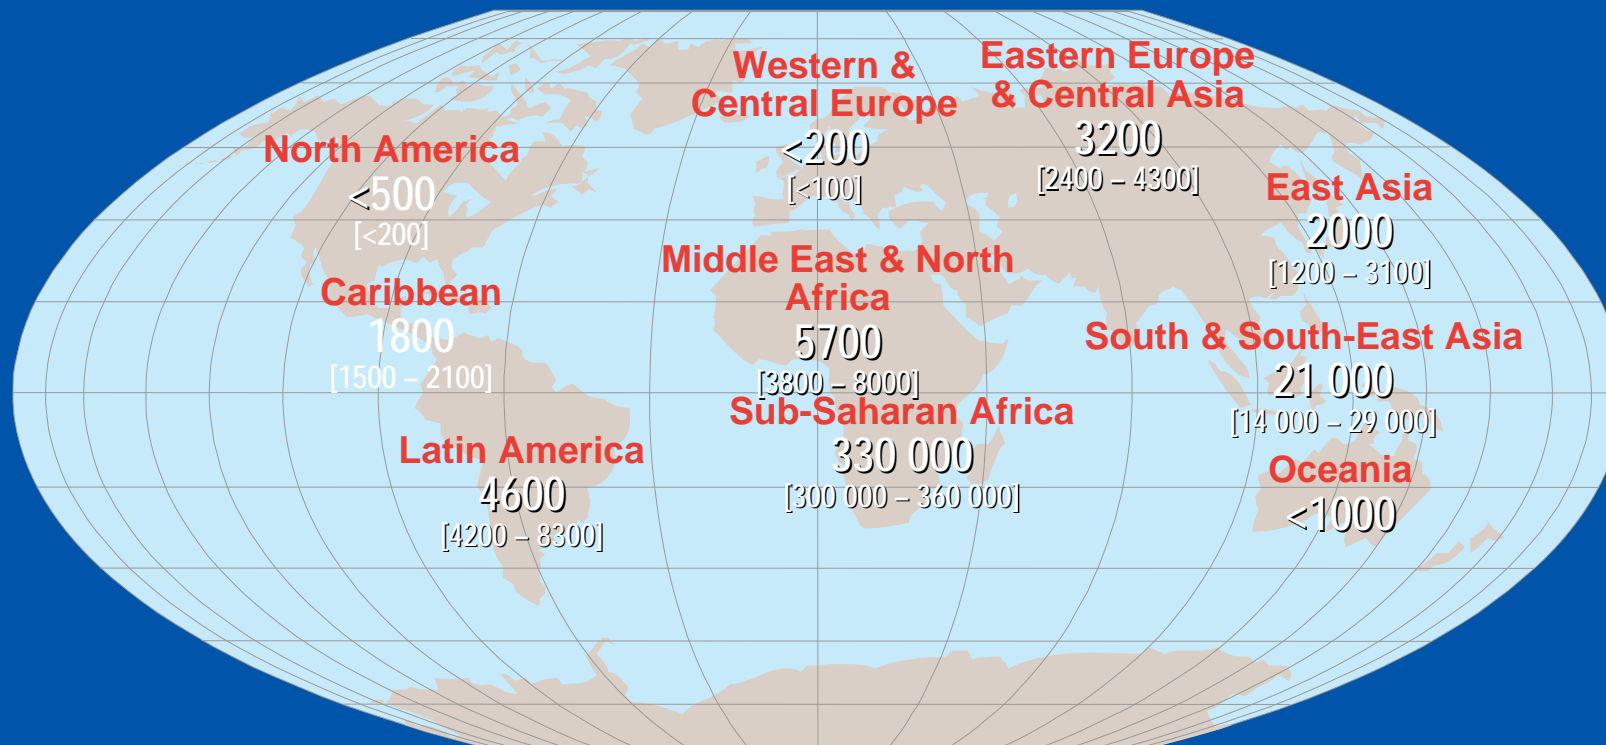 Western &
Central Europe
<200
[<100]
Eastern Europe
& Central Asia
3200
[2400 – 4300]
North America
<500
[<200]
East Asia
2000
[1200 – 3100]
Middle East & North
Africa
5700
[3800 – 8000]
Caribbean
1800
[1500 – 2100]
South & South-East Asia
21 000
[14 000 – 29 000]
Sub-Saharan Africa
330 000
[300 000 – 360 000]
Latin America
4600
[4200 – 8300]
Oceania
<1000